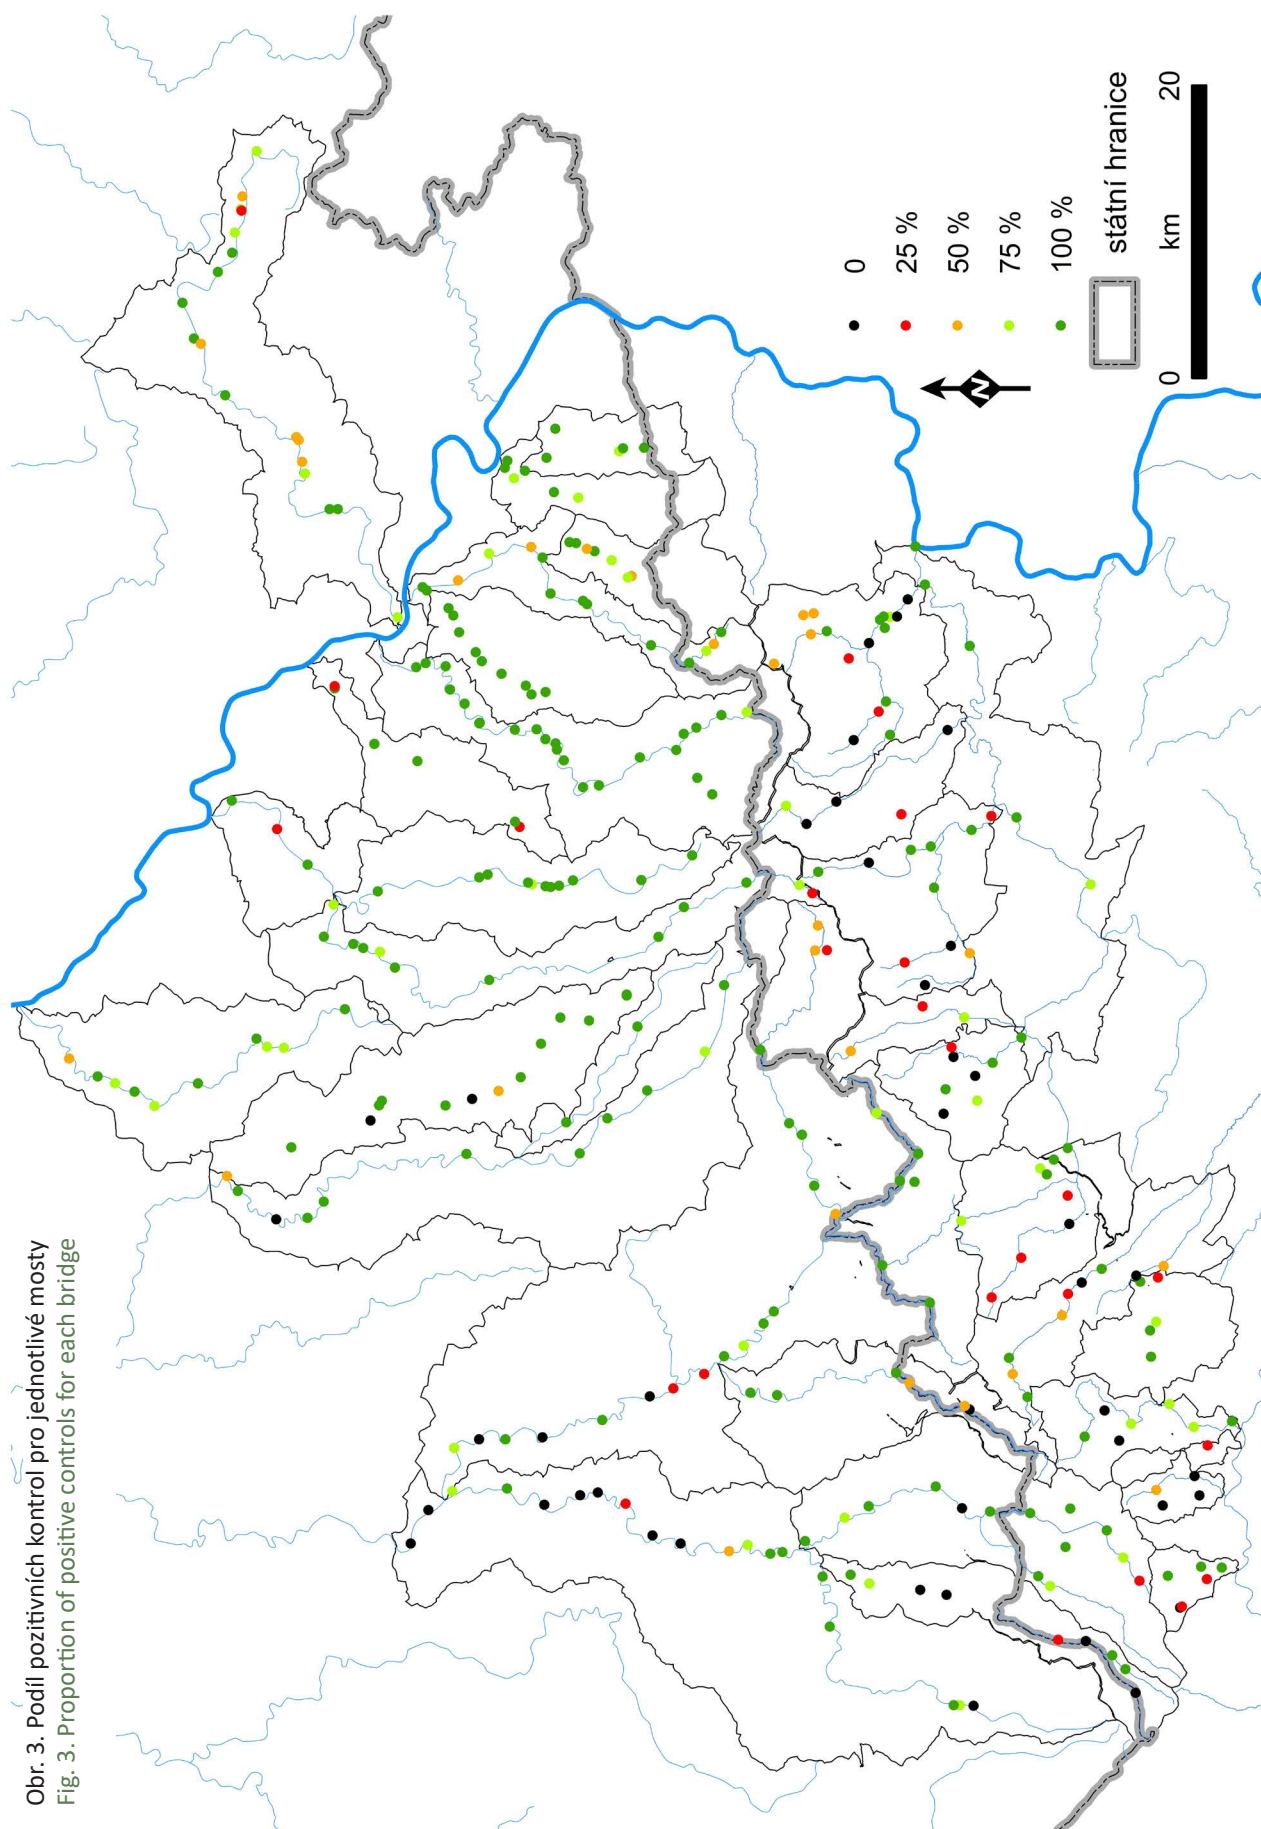 Obr. 3. Podíl pozitivních kontrol pro jednotlivé mosty
Fig. 3. Proportion of positive controls for each bridge
N
0
25 %
50 %
75 %
100 %
státní hranice
0 km 20